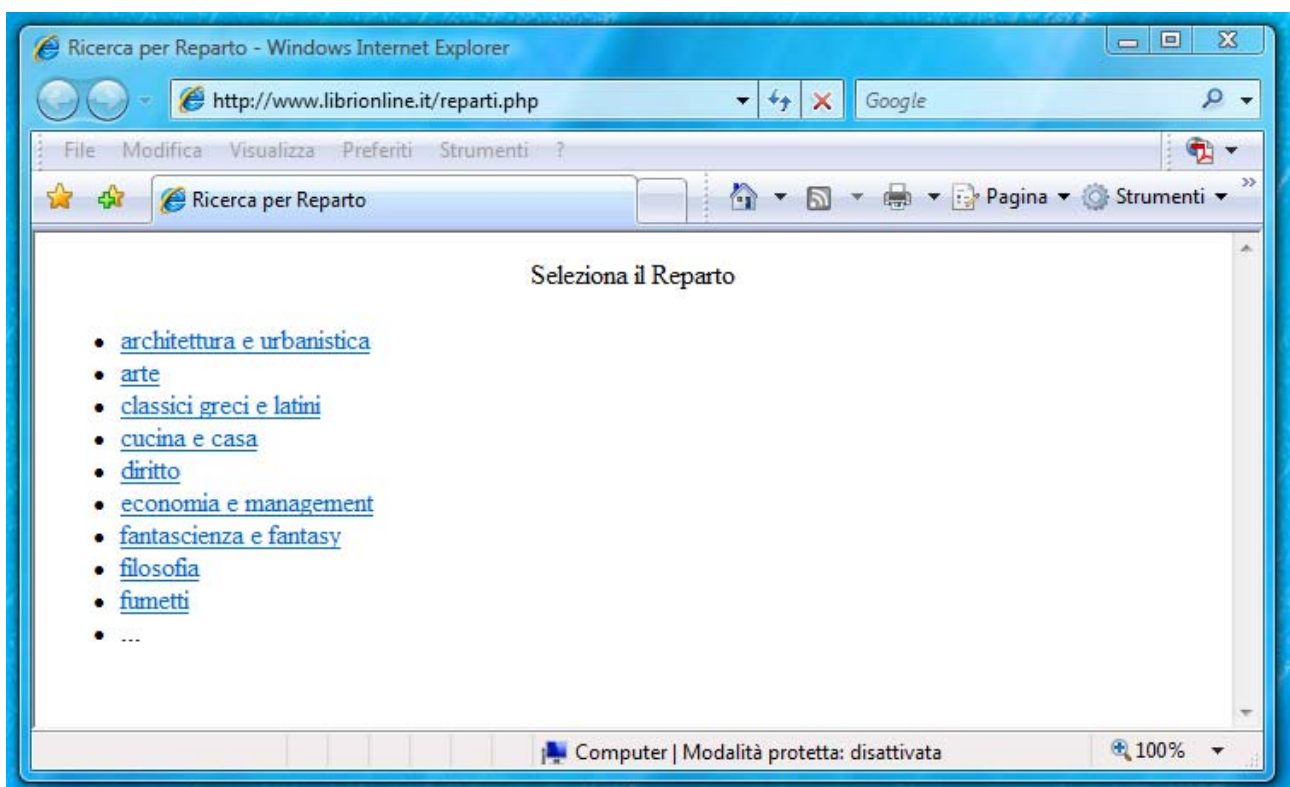 Ricerca per Reparto - Windows Internet Explorer
http://www.librionline.it/reparti.php
Google
File Modifica Visualizza Preferiti Strumenti ?
Ricerca per Reparto
Pagina
Strumenti
»
Seleziona il Reparto
• architettura e urbanistica
• arte
• classici greci e latini
• cucina e casa
• diritto
• economia e management
• fantascienza e fantasy
• filosofia
• fumetti
• ...
Computer | Modalità protetta: disattivata
100%